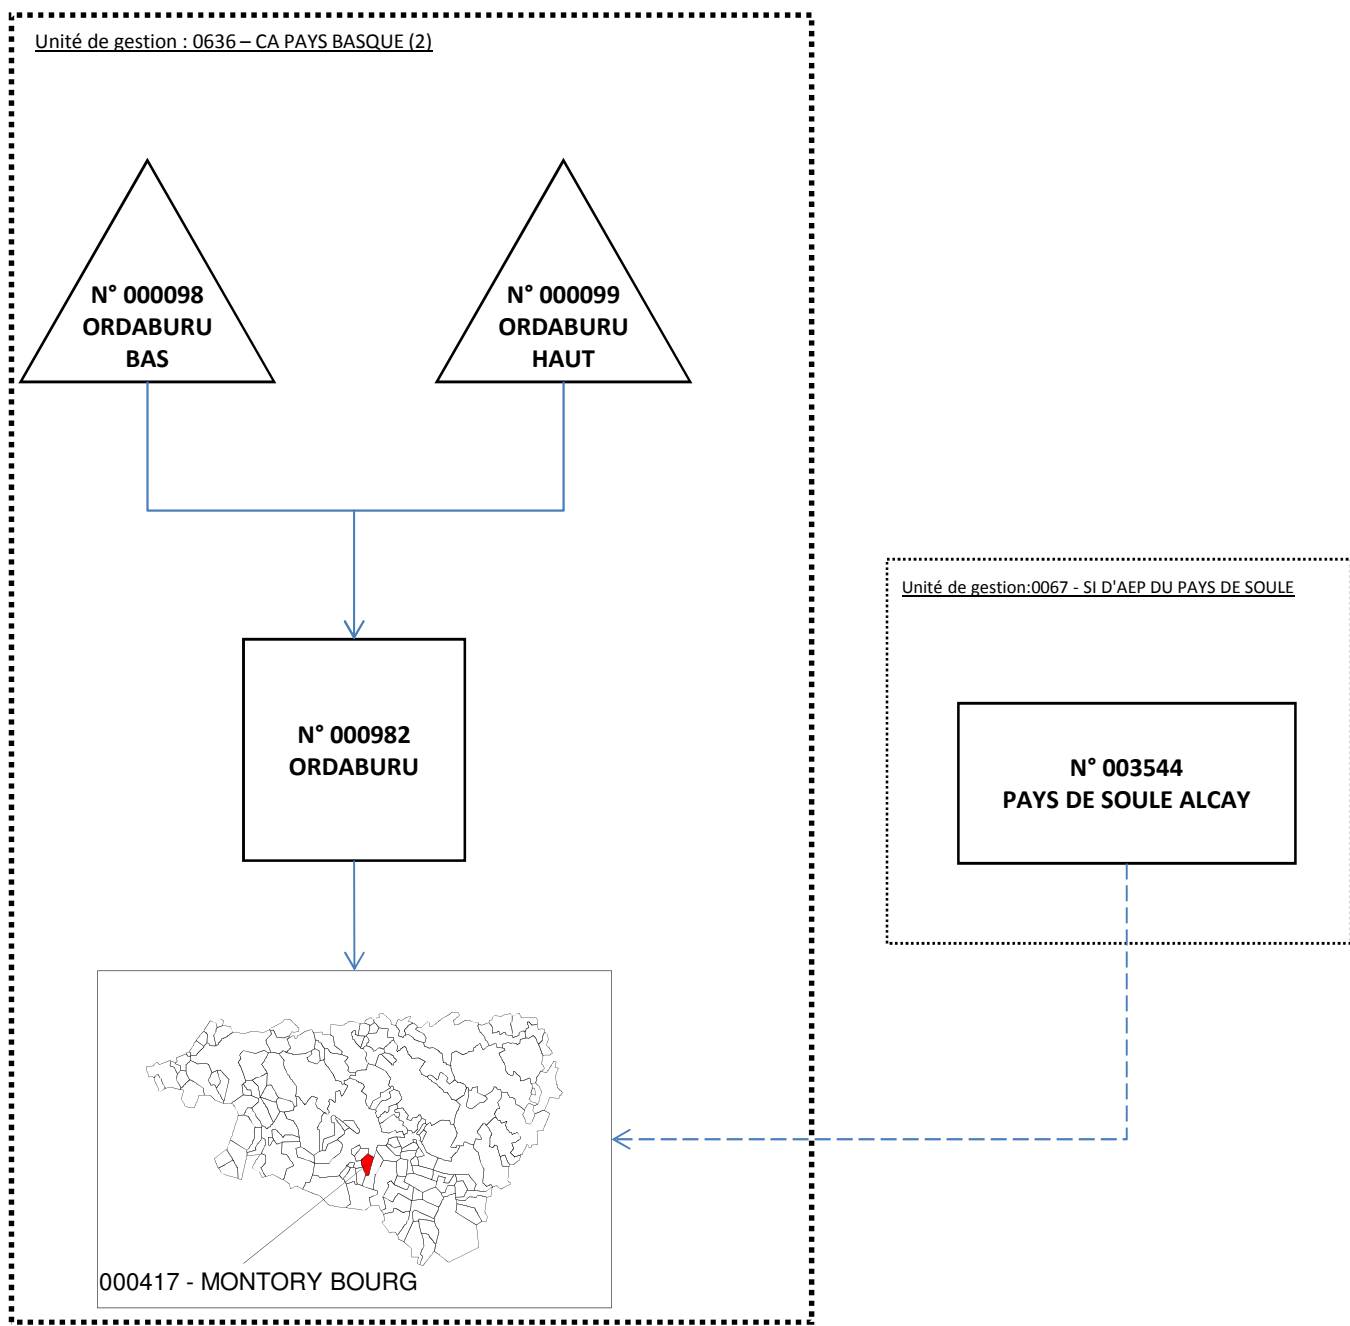 Unité de gestion : 0636 – CA PAYS BASQUE (2)
N° 000098
ORDABURU
BAS
N° 000099
ORDABURU
HAUT
Unité de gestion:0067 - SI D'AEP DU PAYS DE SOULE
N° 000982
ORDABURU
N° 003544
PAYS DE SOULE ALCAY
000417 - MONTORY BOURG